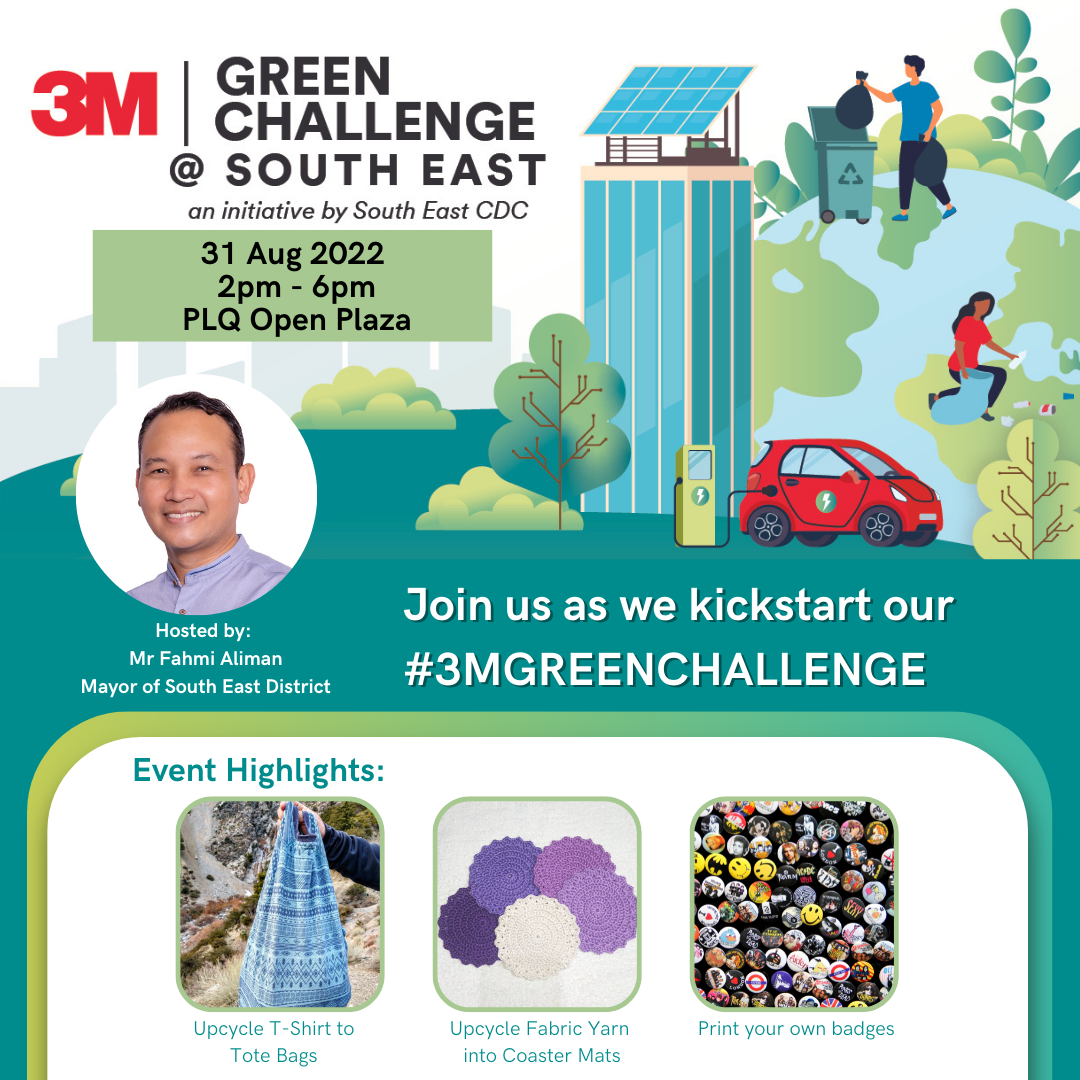 3M
GREEN
CHALLENGE
@ SOUTH EAST
an initiative by South East CDC
31 Aug 2022
2pm - 6pm
PLQ Open Plaza
Hosted by:
Mr Fahmi Aliman
Mayor of South East District
Join us as we kickstart our
#3MGREENCHALLENGE
Event Highlights:
Upcycle T-Shirt to
Tote Bags
Upcycle Fabric Yarn
into Coaster Mats
Print your own badges